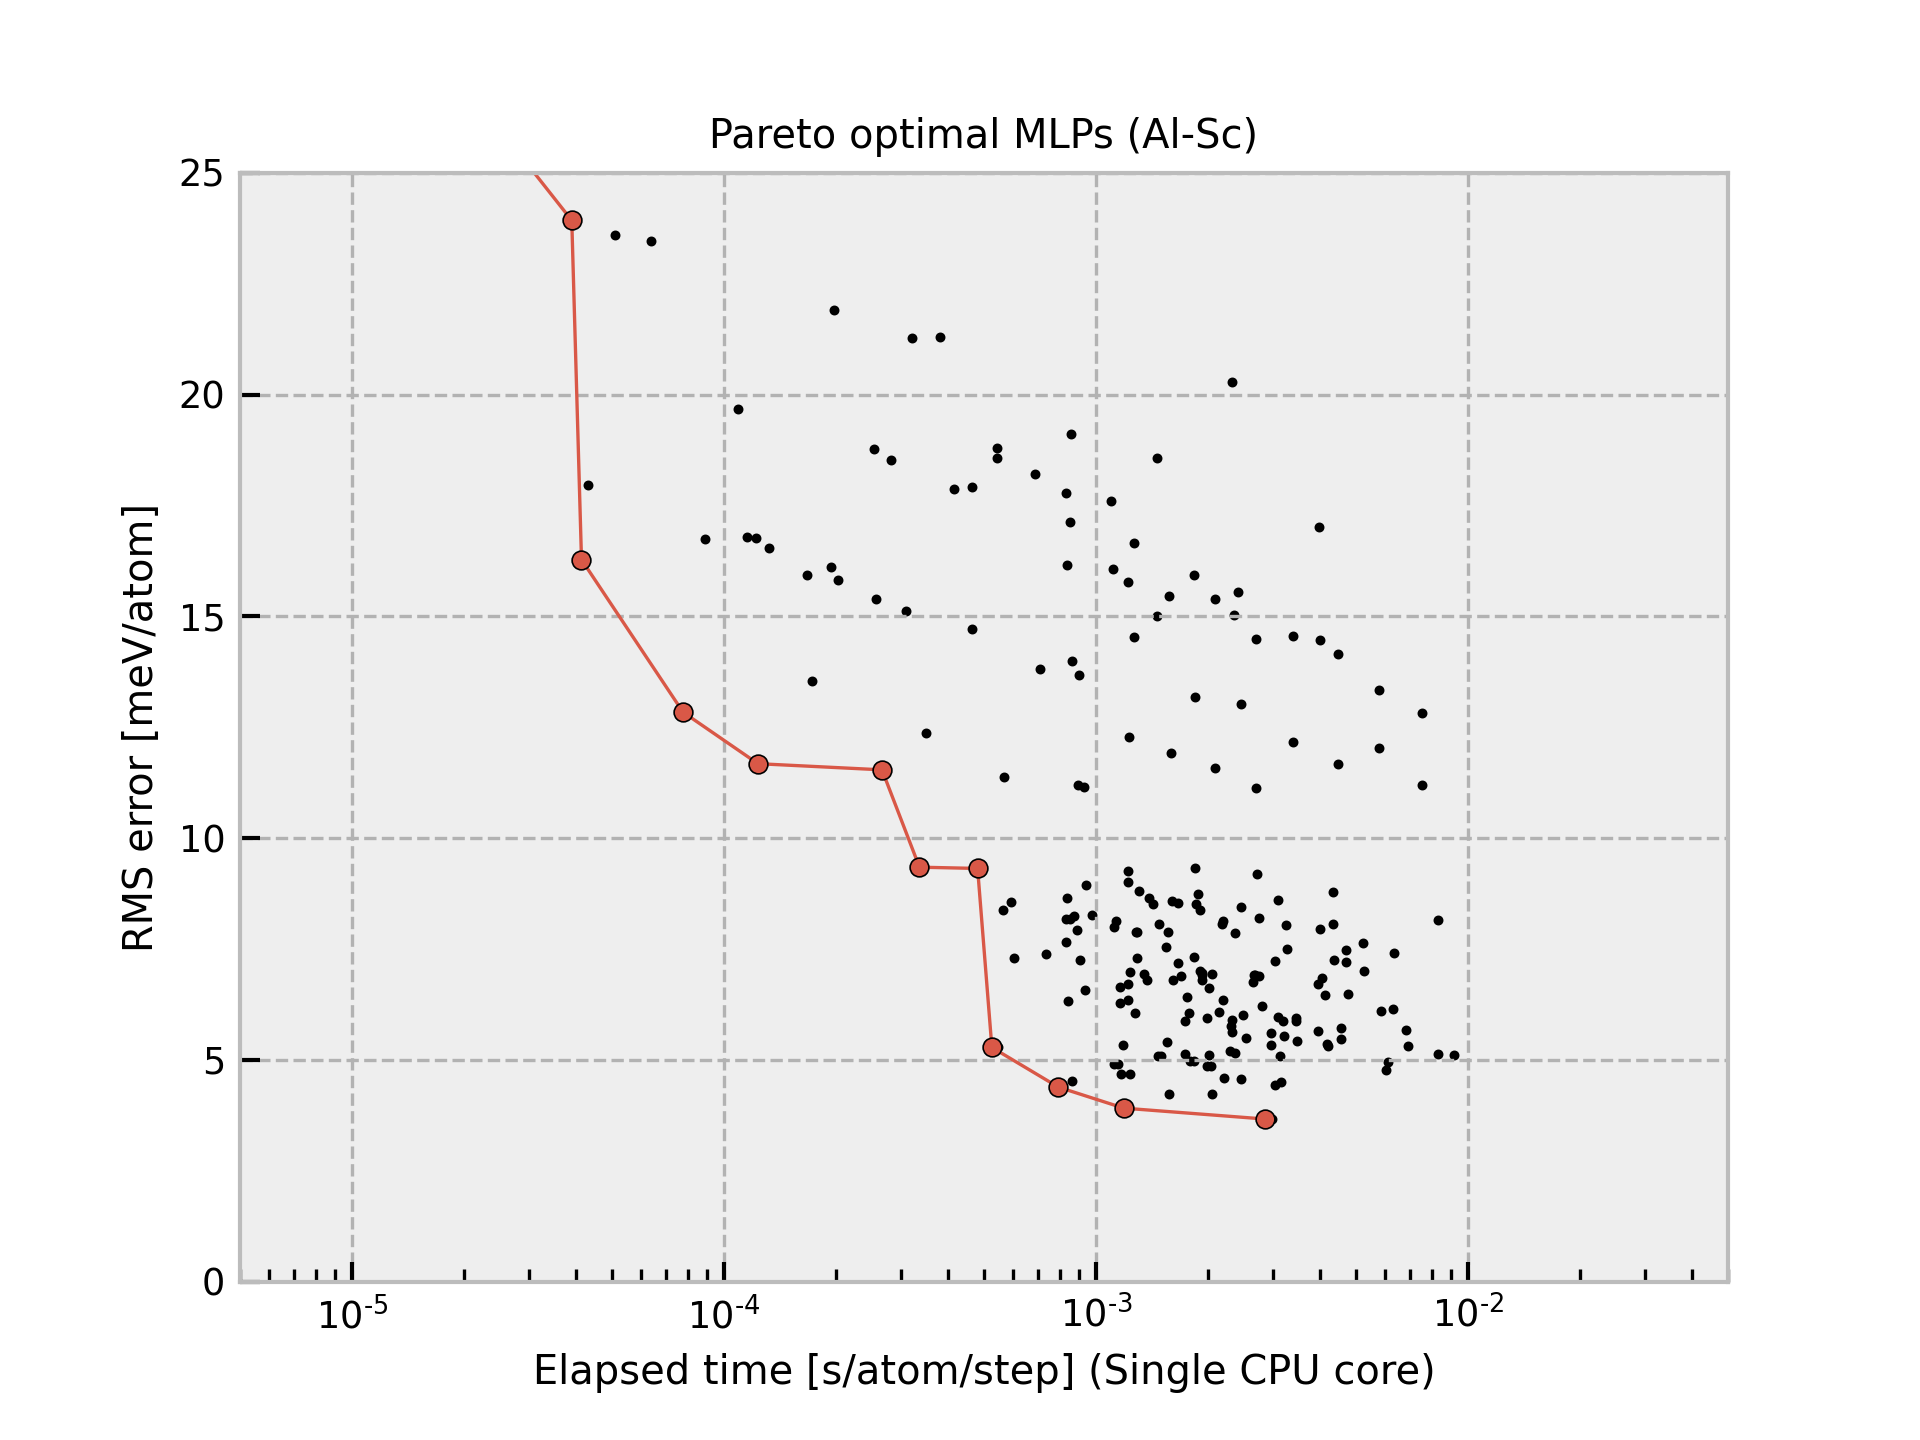 Pareto optimal MLPs (Al-Sc)
25
20
15
10
5
0
RMS error [meV/atom]
10-5 10-4 10-3 10-2
Elapsed time [s/atom/step] (Single CPU core)